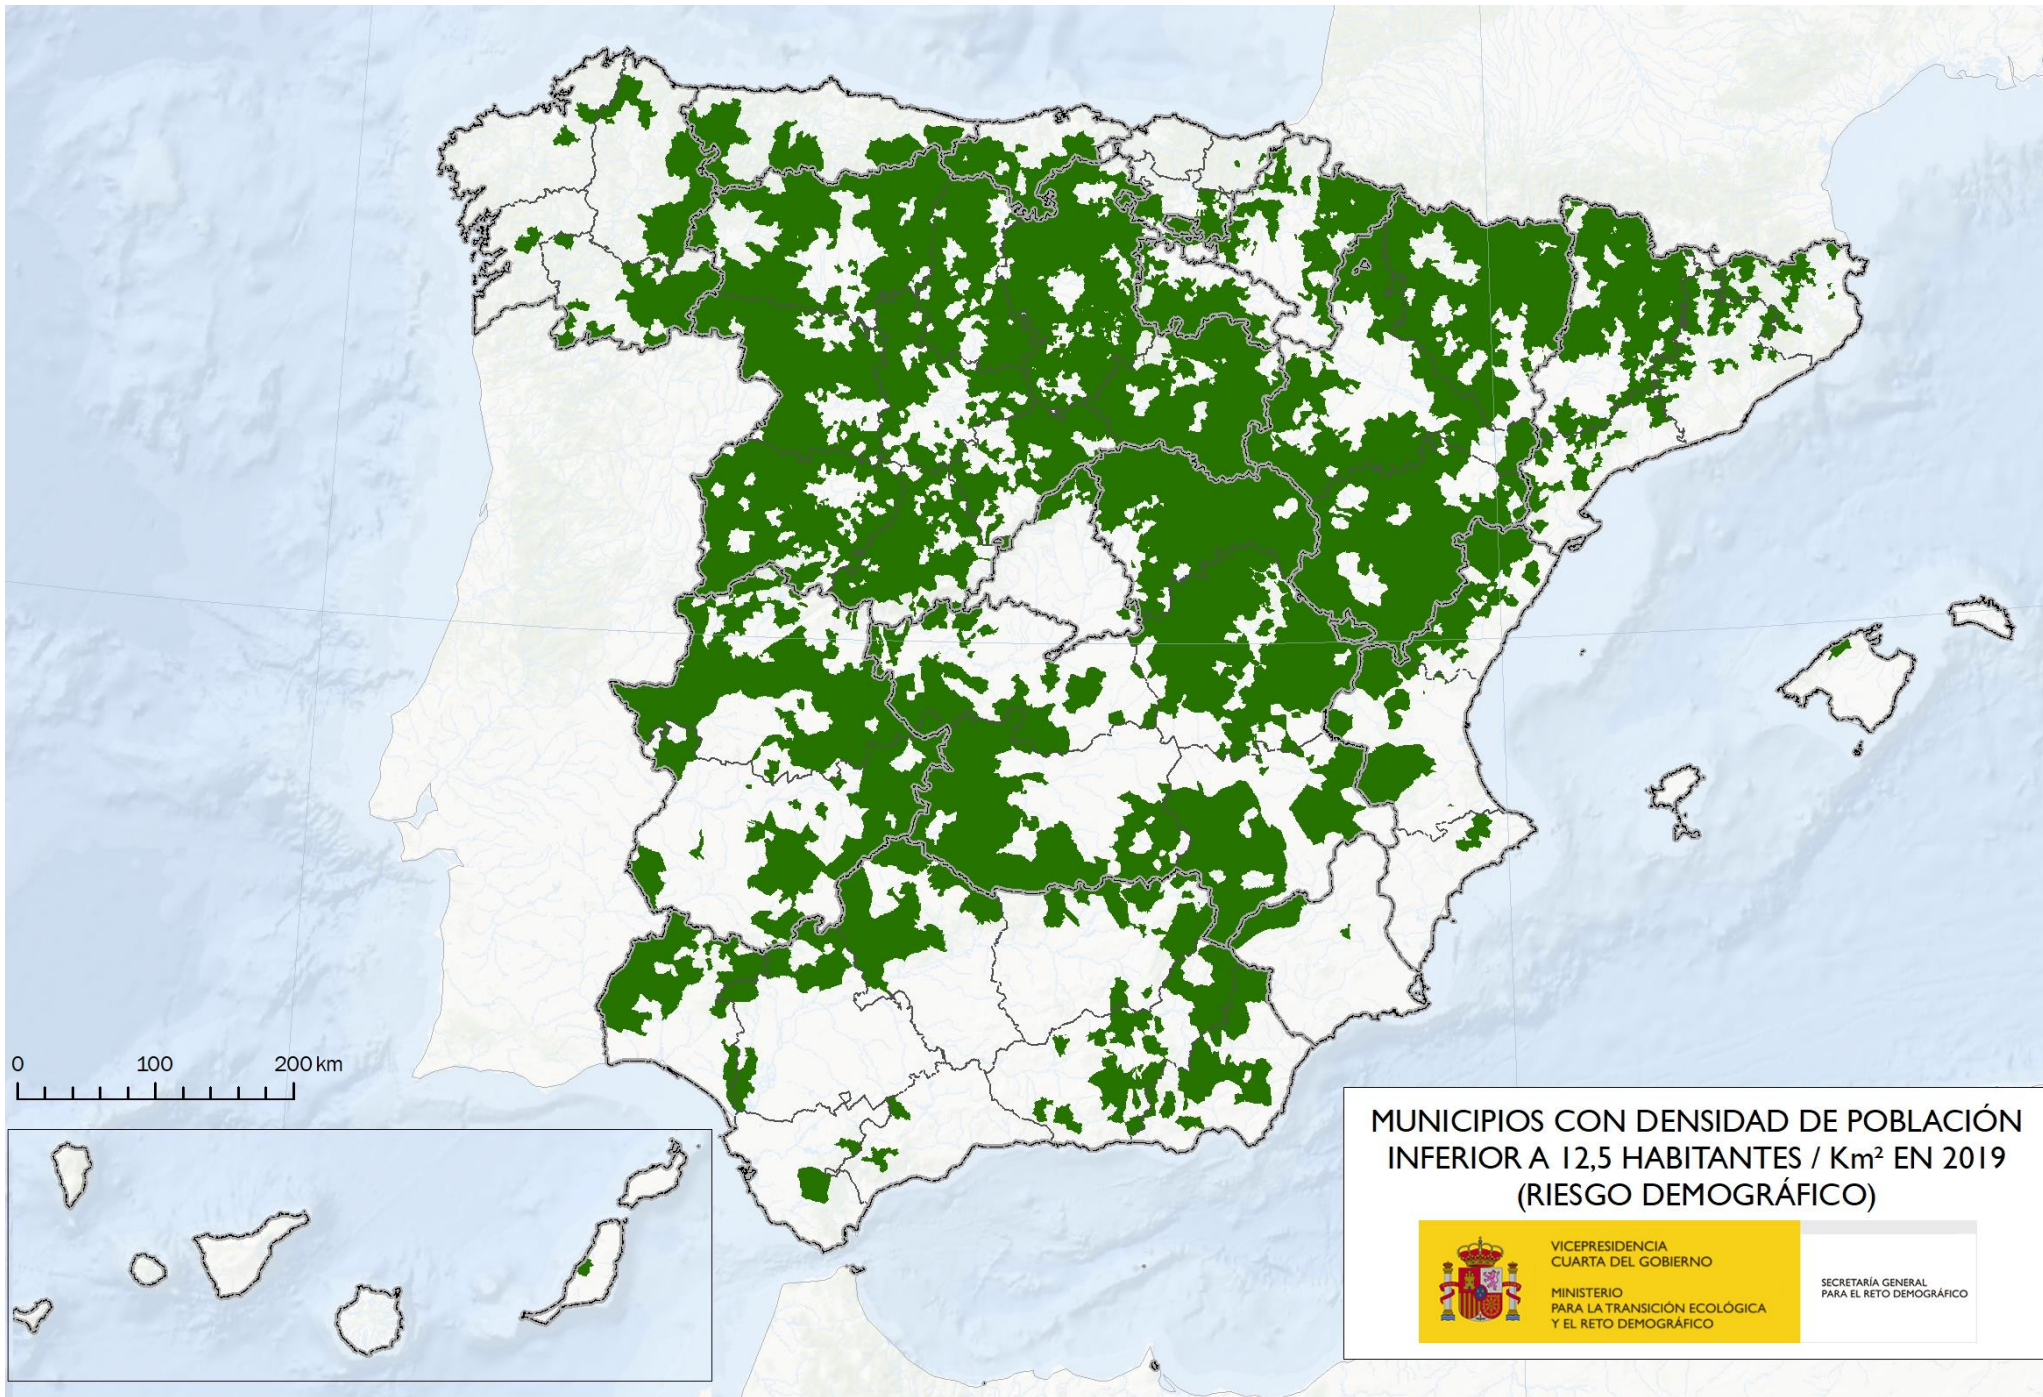 0 100 200 km
MUNICIPIOS CON DENSIDAD DE POBLACIÓN
INFERIOR A 12,5 HABITANTES / Km² EN 2019
(RIESGO DEMOGRÁFICO)
VICEPRESIDENCIA
CUARTA DEL GOBIERNO
MINISTERIO
PARA LA TRANSICIÓN ECOLÓGICA
Y EL RETO DEMOGRÁFICO
SECRETARÍA GENERAL
PARA EL RETO DEMOGRÁFICO